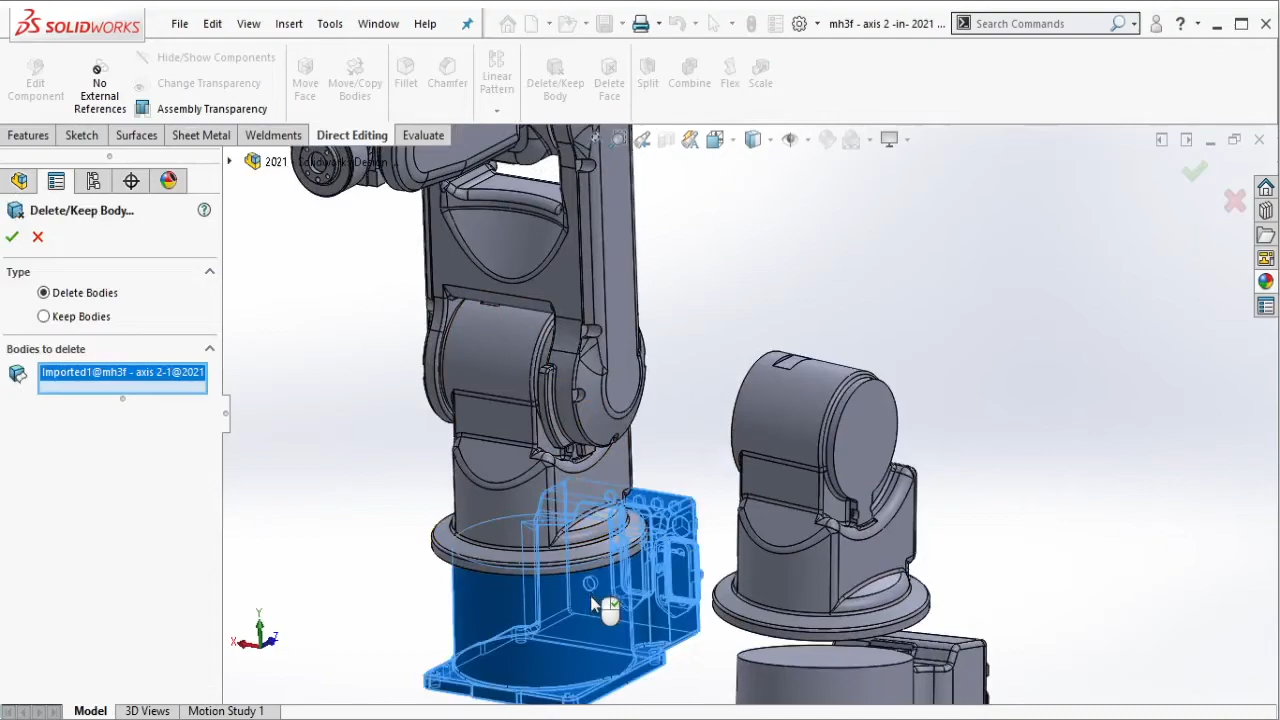 SOLIDWORKS
File Edit View Insert Tools Window Help
mh3f - axis 2 -in- 2021 ...
Search Commands
?
Edit Component
No External References
Hide/Show Components
Change Transparency
Assembly Transparency
Move Face
Move/Copy Bodies
Fillet
Chamfer
Linear Pattern
Delete/Keep Body
Delete Face
Split
Combine
Flex
Scale
Features Sketch Surfaces Sheet Metal Weldments Direct Editing Evaluate
2021 - Solidworks Design
Delete/Keep Body...
?
Type
Delete Bodies
Keep Bodies
Bodies to delete
Imported1@mh3f - axis 2-1@2021
Y
X
Z
Model 3D Views Motion Study 1